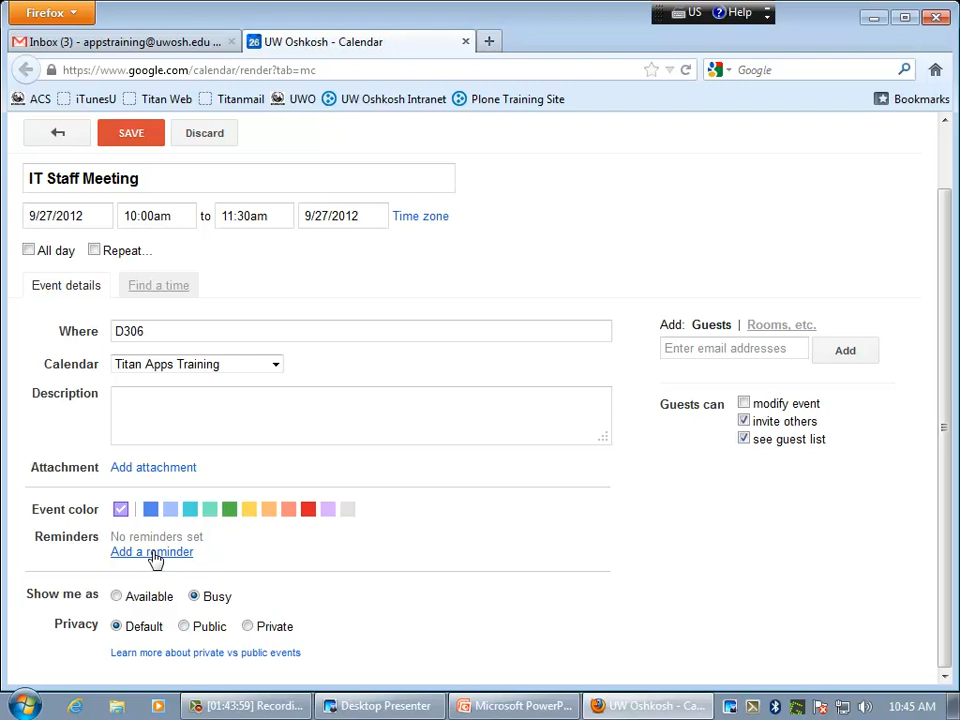 Firefox
US Help
Inbox (3) - appstraining@uwosh.edu ... ×
26 UW Oshkosh - Calendar ×
https://www.google.com/calendar/render?tab=mc
Google
ACS iTunesU Titan Web Titanmail UWO UW Oshkosh Intranet Plone Training Site Bookmarks
SAVE Discard
IT Staff Meeting
9/27/2012 10:00am to 11:30am 9/27/2012 Time zone
All day Repeat...
Event details Find a time
Where D306
Add: Guests | Rooms, etc.
Enter email addresses Add
Calendar Titan Apps Training
Description
Guests can modify event
invite others
see guest list
Attachment Add attachment
Event color
Reminders No reminders set
Add a reminder
Show me as Available Busy
Privacy Default Public Private
Learn more about private vs public events
[01:43:59] Recordi... Desktop Presenter Microsoft PowerP... UW Oshkosh - Ca... 10:45 AM